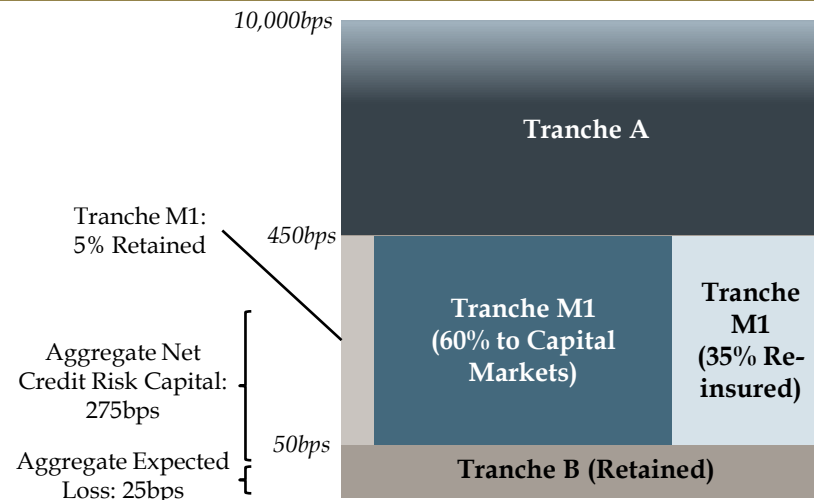 10,000bps
Tranche A
Tranche M1:
5% Retained
450bps
Tranche M1
(60% to Capital
Markets)
Tranche
M1
(35% Re-
insured)
Aggregate Net
Credit Risk Capital:
275bps
50bps
Aggregate Expected
Loss: 25bps
Tranche B (Retained)